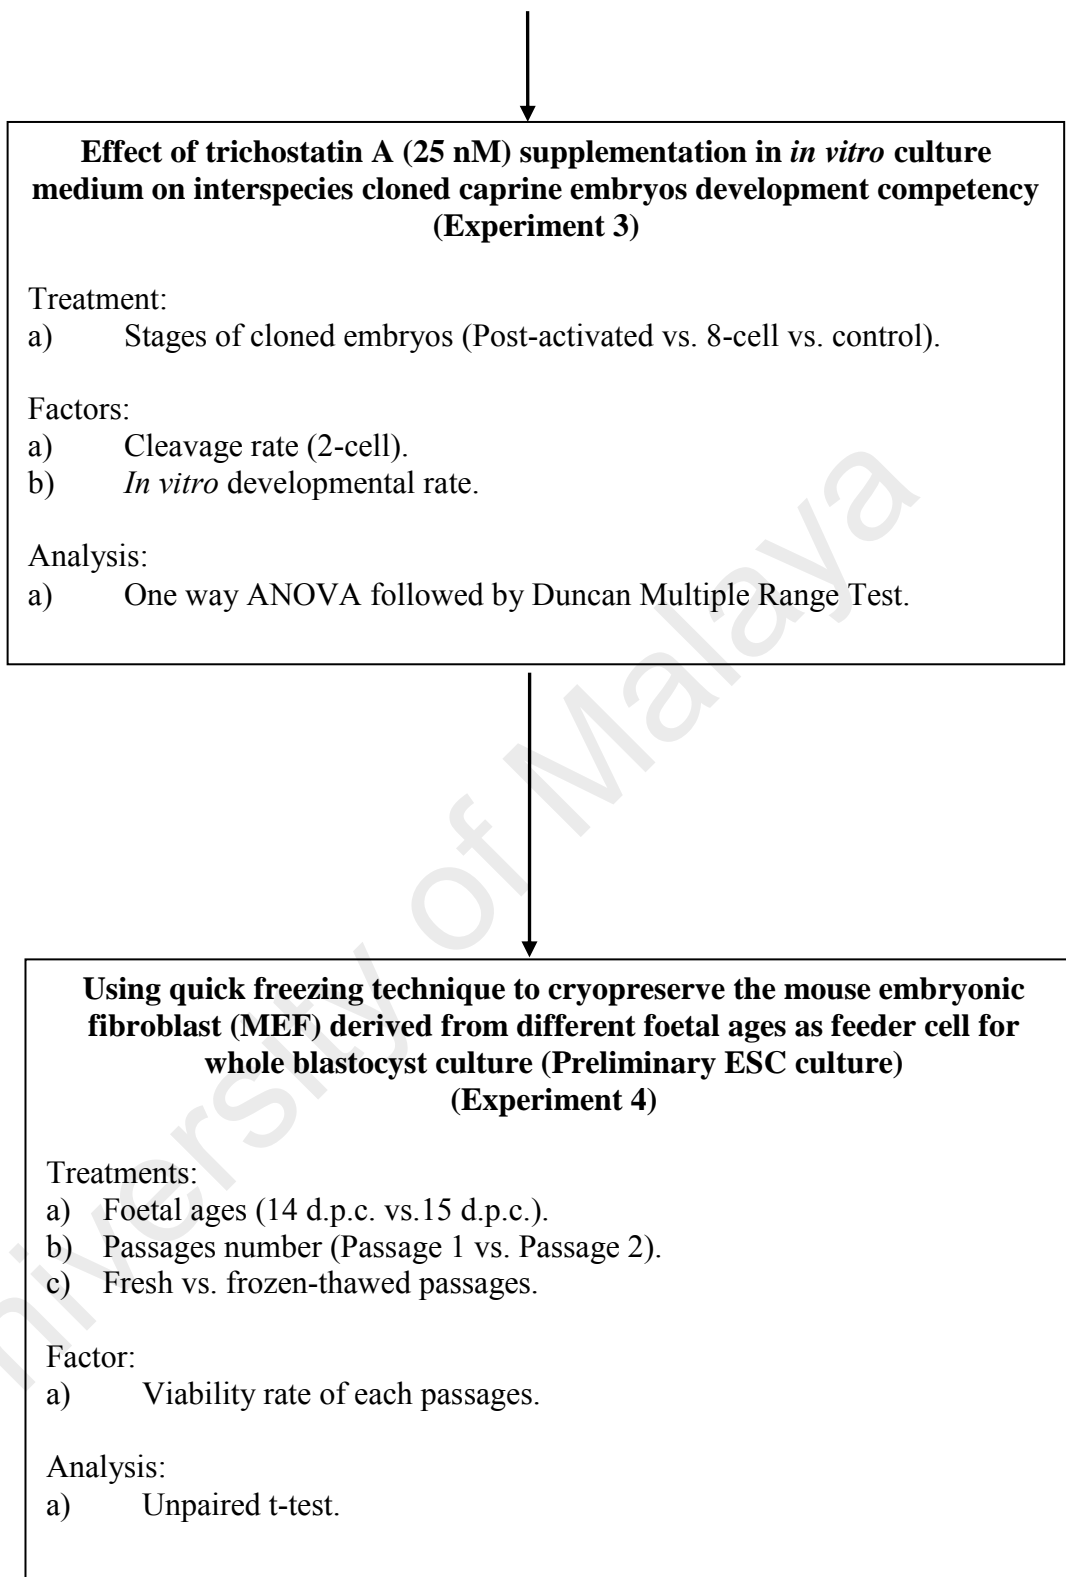 Effect of trichostatin A (25 nM) supplementation in in vitro culture
medium on interspecies cloned caprine embryos development competency
(Experiment 3)
Treatment:
a) Stages of cloned embryos (Post-activated vs. 8-cell vs. control).
Factors:
a) Cleavage rate (2-cell).
b) In vitro developmental rate.
Analysis:
a) One way ANOVA followed by Duncan Multiple Range Test.
Using quick freezing technique to cryopreserve the mouse embryonic
fibroblast (MEF) derived from different foetal ages as feeder cell for
whole blastocyst culture (Preliminary ESC culture)
(Experiment 4)
Treatments:
a) Foetal ages (14 d.p.c. vs.15 d.p.c.).
b) Passages number (Passage 1 vs. Passage 2).
c) Fresh vs. frozen-thawed passages.
Factor:
a) Viability rate of each passages.
Analysis:
a) Unpaired t-test.
niversity of Malaya